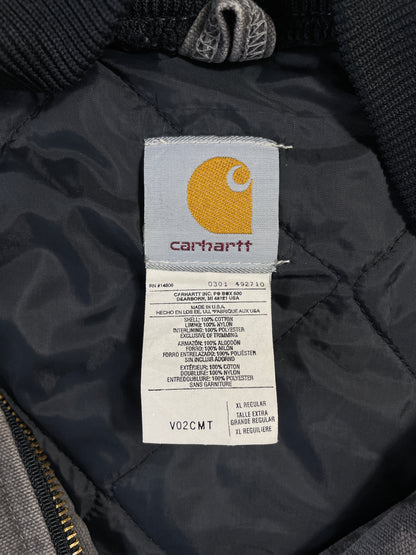 carhartt
RN #14806 0301 492710
CARHARTT INC. PO BOX 600
DEARBORN, MI 48121 USA
MADE IN U.S.A.
HECHO EN LOS EE. UU./FABRIQUE AUX USA
SHELL: 100% COTTON
LINING: 100% NYLON
INTERLINING: 100% POLYESTER
EXCLUSIVE OF TRIMMING
ARMAZÓN: 100% ALGODÓN
FORRO: 100% NILON
FORRO ENTRELAZADO: 100% POLYESTER
SIN INCLUIR ADORNO
EXTÉRIEUR: 100% COTON
DOUBLURE: 100% NYLON
ENTREDOUBLURE: 100% POLYESTER
SANS GARNITURE
V02CMT
XL REGULAR
TALLE EXTRA
GRANDE REGULAR
XL REGULIERE